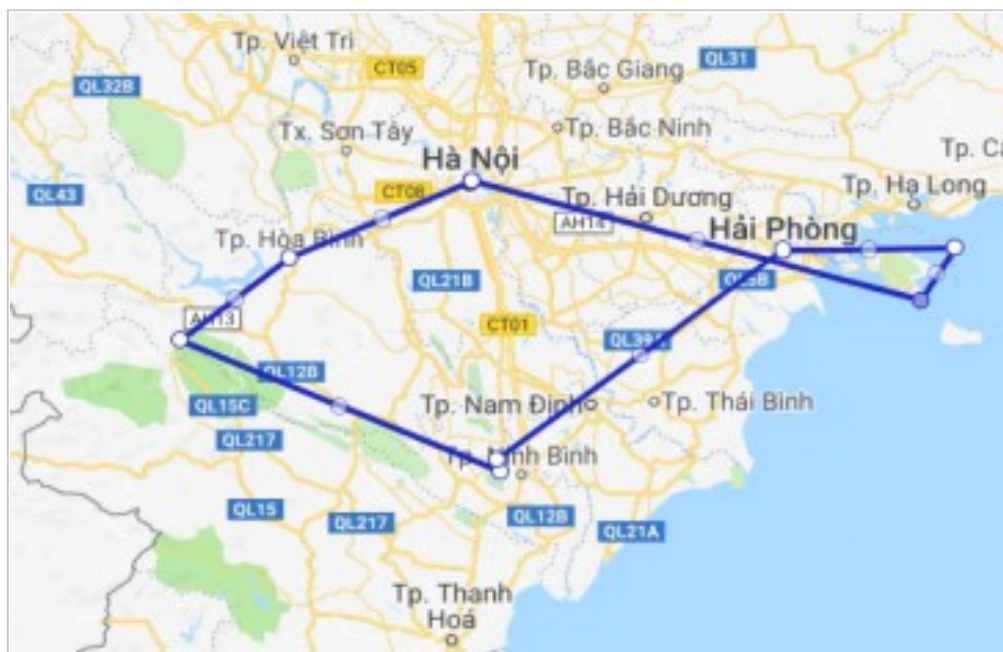 Tp. Việt Trì
CT05
QL31
Tp. Bắc Giang
QL32B
Tp. Bắc Ninh
Tx. Sơn Tây
Tp. Cẩ
Hà Nội
QL43
CT08
Tp. Hạ Long
Tp. Hải Dương
AH14
Hải Phòng
Tp. Hòa Bình
QL21B
QL5B
AH13
CT01
QL39
QL12B
QL15C
Tp. Nam Định
Tp. Thái Bình
QL217
Tp. Ninh Bình
QL15
QL12B
QL217
QL21A
Tp. Thanh
Hoá